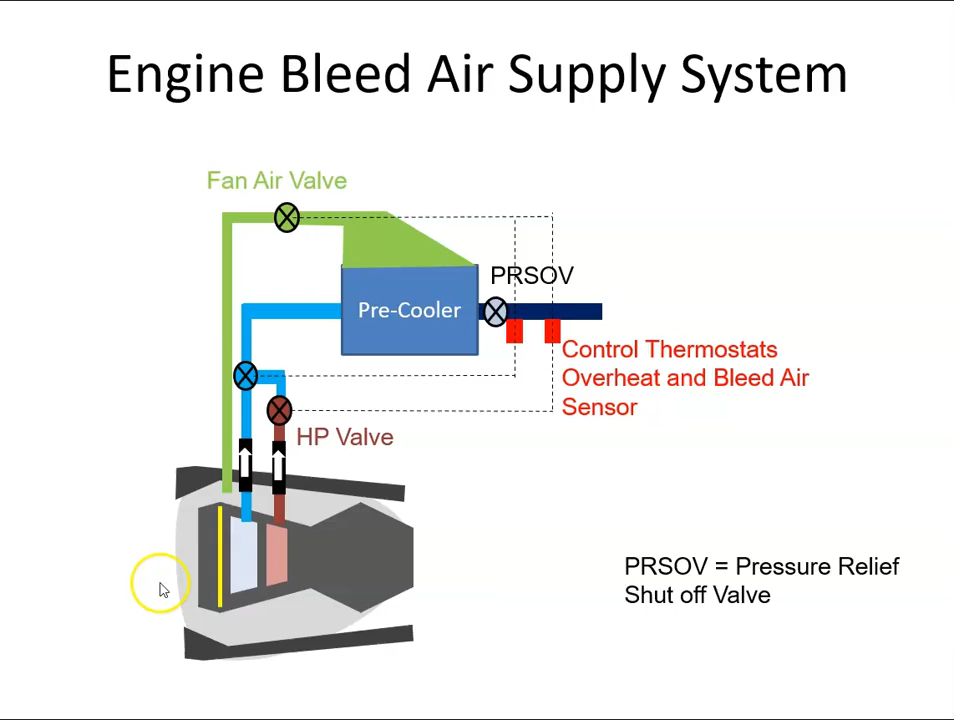 Engine Bleed Air Supply System
Fan Air Valve
PRSOV
Pre-Cooler
Control Thermostats
Overheat and Bleed Air
Sensor
HP Valve
PRSOV = Pressure Relief
Shut off Valve